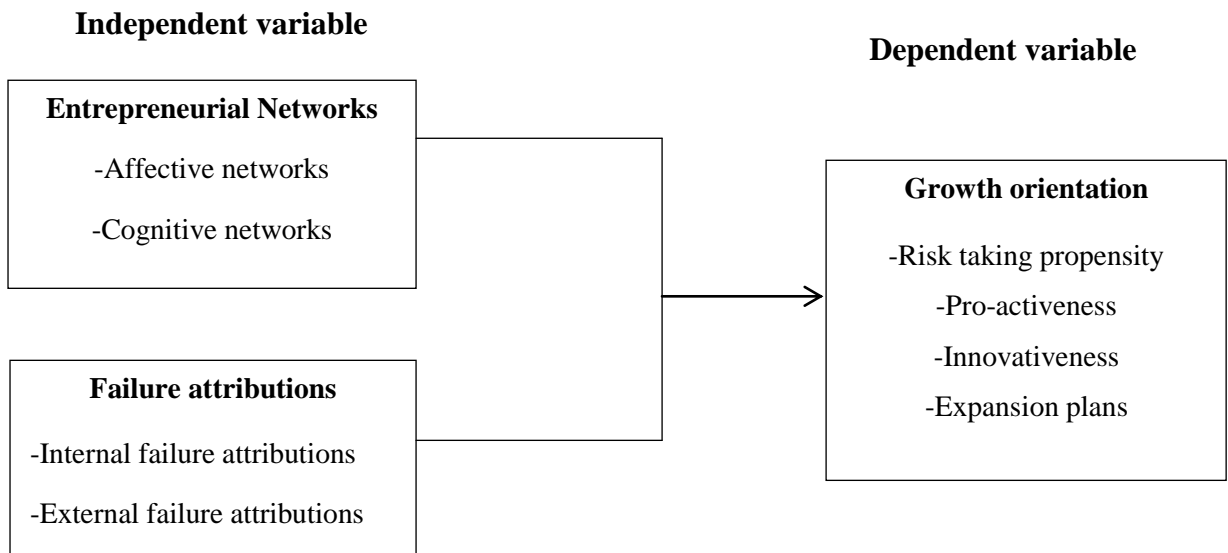 Independent variable
Dependent variable
Entrepreneurial Networks
-Affective networks
-Cognitive networks
Failure attributions
-Internal failure attributions
-External failure attributions
Growth orientation
-Risk taking propensity
-Pro-activeness
-Innovativeness
-Expansion plans